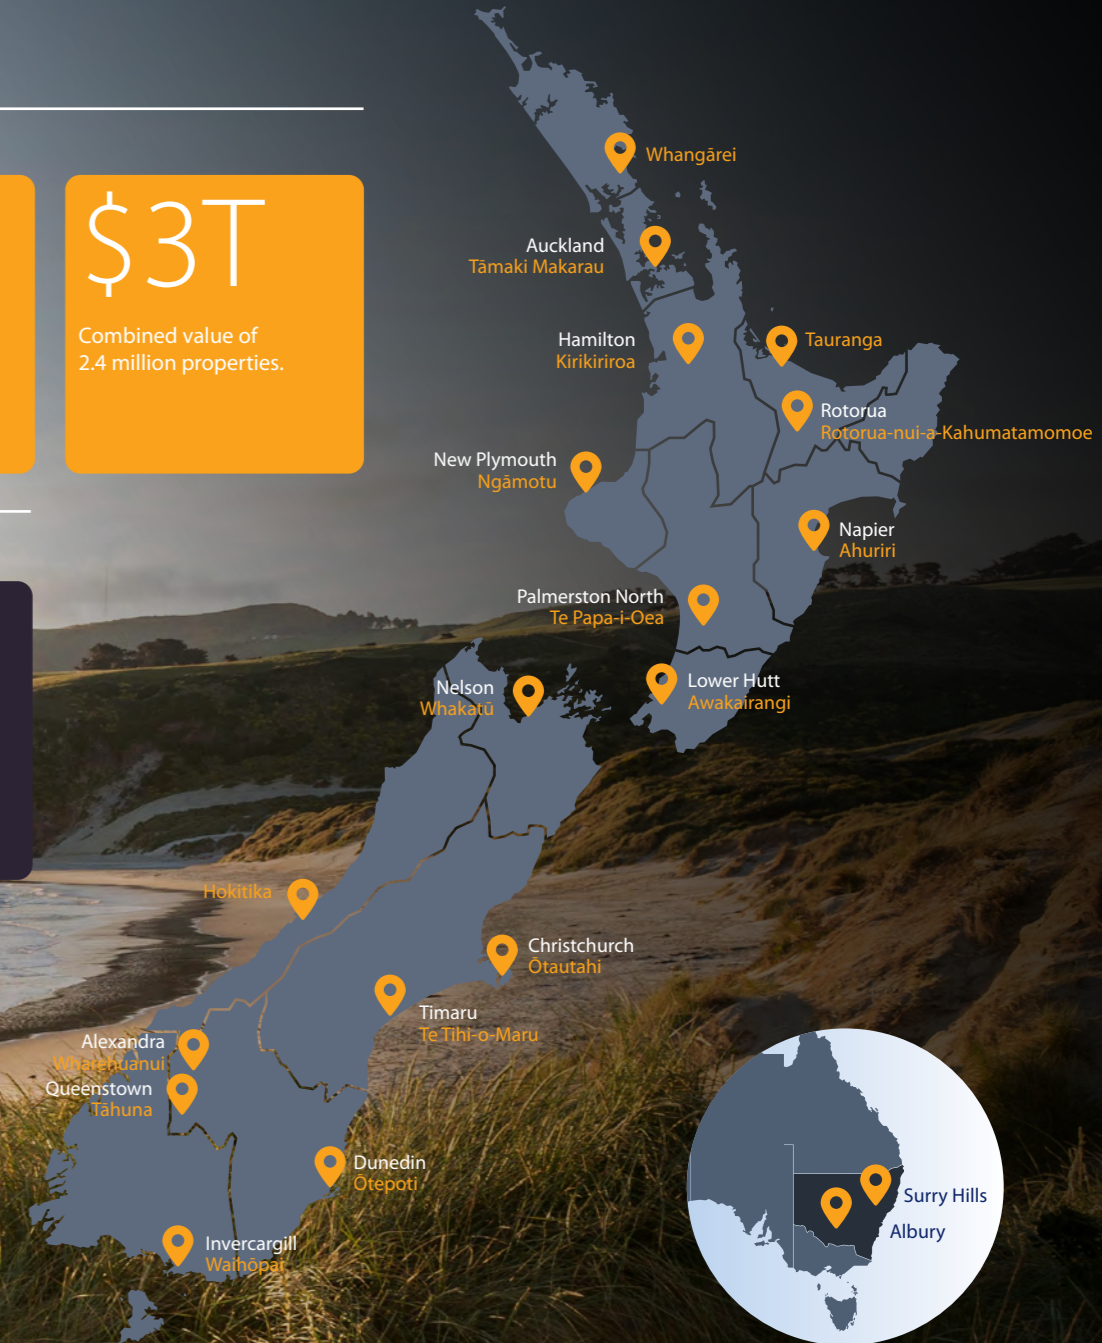 $3T
Combined value of
2.4 million properties.
Whangārei
Auckland
Tāmaki Makarau
Hamilton
Kirikiriroa
Tauranga
Rotorua
Rotorua-nui-a-Kahumatamomoe
New Plymouth
Ngāmotu
Napier
Ahuriri
Palmerston North
Te Papa-i-Oea
Lower Hutt
Awakairangi
Nelson
Whakatū
Hokitika
Christchurch
Ōtautahi
Timaru
Te Tihi-o-Maru
Alexandra
Wharehuanui
Queenstown
Tāhuna
Dunedin
Ōtepoti
Invercargill
Waihōpai
Surry Hills
Albury